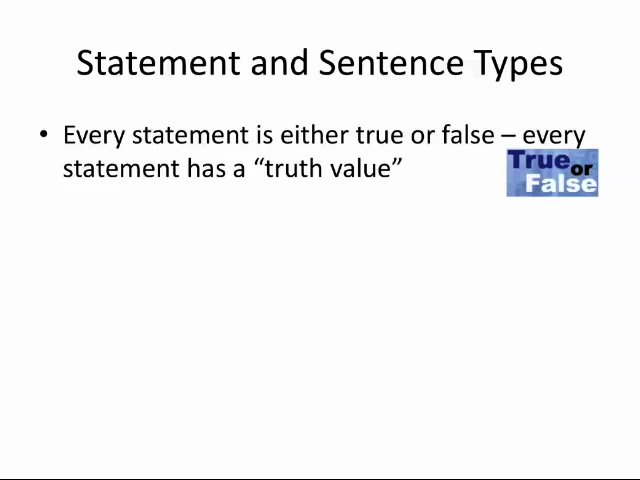 Statement and Sentence Types
• Every statement is either true or false – every
statement has a “truth value”
True or
False